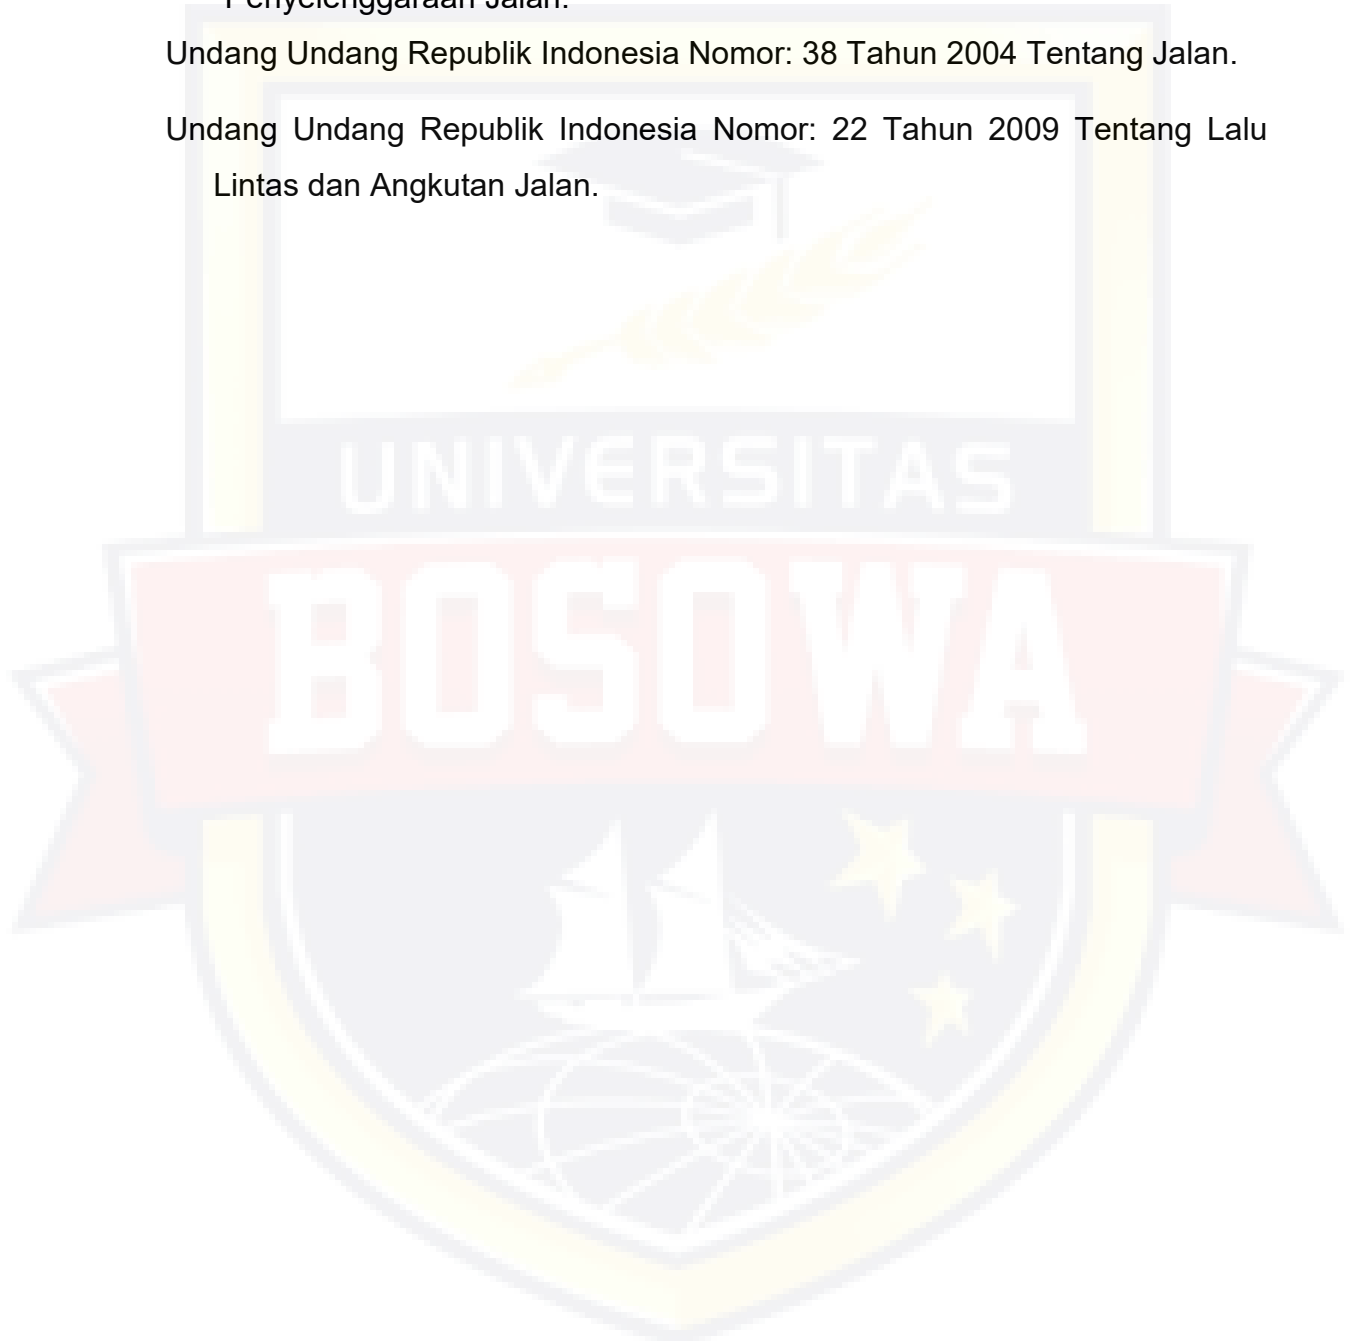 Penyelenggaraan Jalan.
Undang Undang Republik Indonesia Nomor: 38 Tahun 2004 Tentang Jalan.
Undang Undang Republik Indonesia Nomor: 22 Tahun 2009 Tentang Lalu
Lintas dan Angkutan Jalan.
UNIVERSITAS
BOSOWA